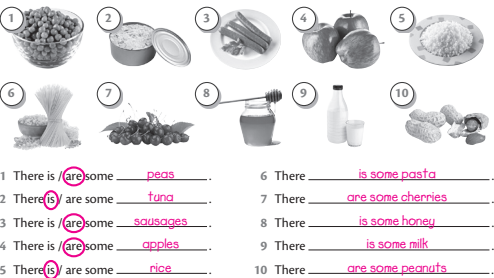 1 2 3 4 5
6 7 8 9 10
1 There is / are some peas .
2 There is / are some tuna .
3 There is / are some sausages .
4 There is / are some apples .
5 There is / are some rice .
6 There is some pasta .
7 There are some cherries .
8 There is some honey .
9 There is some milk .
10 There are some peanuts .